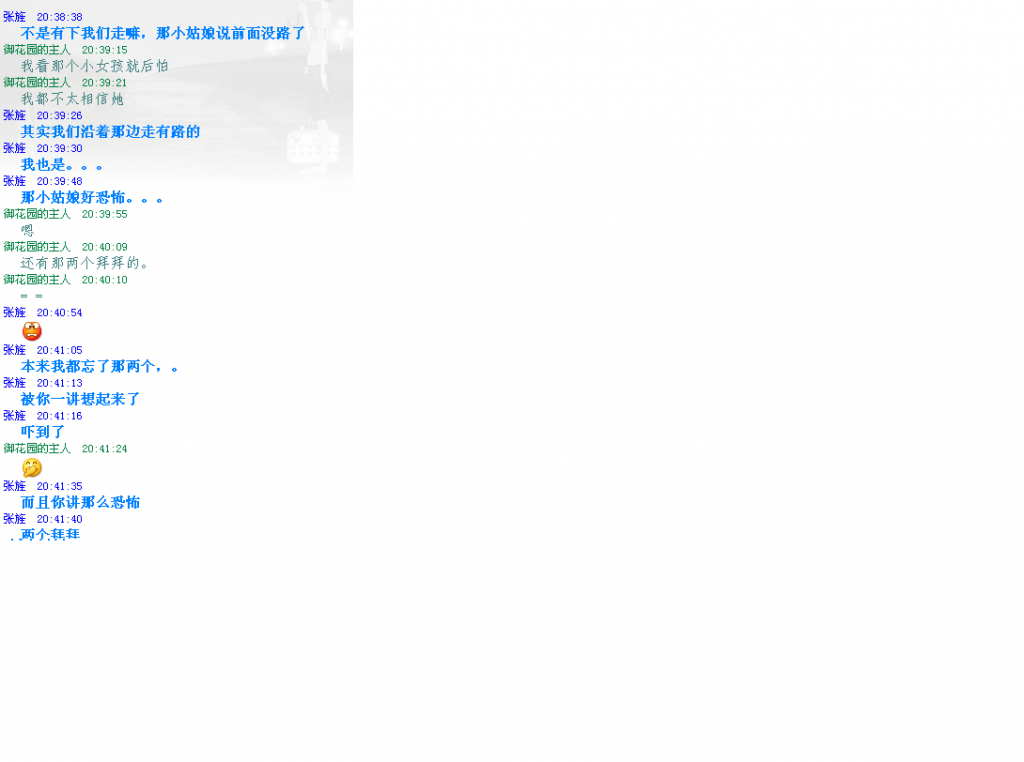 张旌 20:38:38
不是有下我们走嘛，那小姑娘说前面没路了
御花园的主人 20:39:15
我看那个小女孩就后怕
御花园的主人 20:39:21
我都不太相信她
张旌 20:39:26
其实我们沿着那边走有路的
张旌 20:39:30
我也是。。。
张旌 20:39:48
那小姑娘好恐怖。。。
御花园的主人 20:39:55
嗯
御花园的主人 20:40:09
还有那两个拜拜的。
御花园的主人 20:40:10
= =
张旌 20:40:54
张旌 20:41:05
本来我都忘了那两个，。
张旌 20:41:13
被你一讲想起来了
张旌 20:41:16
吓到了
御花园的主人 20:41:24
张旌 20:41:35
而且你讲那么恐怖
张旌 20:41:40
两个拜拜